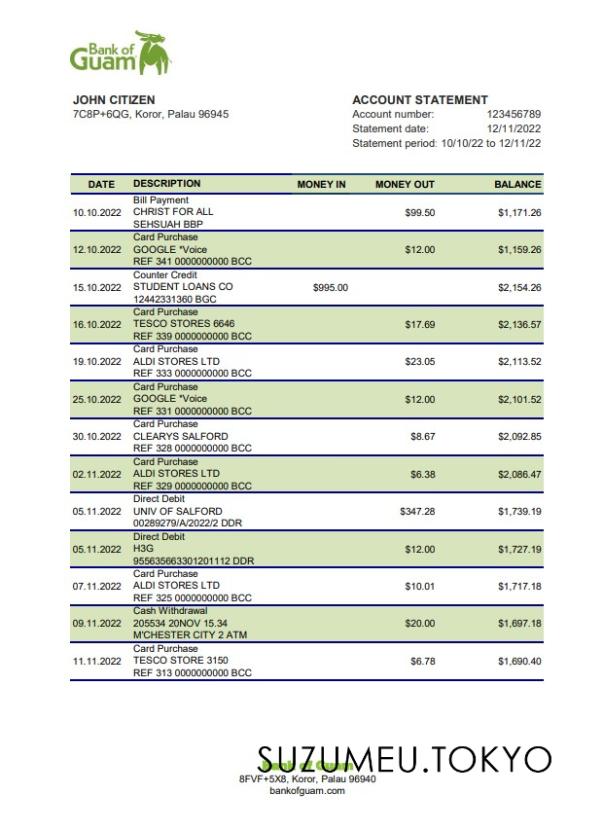 Bank of
Guam
JOHN CITIZEN
7C8P+6QG, Koror, Palau 96945
ACCOUNT STATEMENT
Account number: 123456789
Statement date: 12/11/2022
Statement period: 10/10/22 to 12/11/22
DATE DESCRIPTION MONEY IN MONEY OUT BALANCE
Bill Payment
10.10.2022 CHRIST FOR ALL $99.50 $1,171.26
SEHSUAH BBP
Card Purchase
12.10.2022 GOOGLE *Voice $12.00 $1,159.26
REF 341 0000000000 BCC
Counter Credit
15.10.2022 STUDENT LOANS CO $995.00 $2,154.26
12442331360 BGC
Card Purchase
16.10.2022 TESCO STORES 6646 $17.69 $2,136.57
REF 339 0000000000 BCC
Card Purchase
19.10.2022 ALDI STORES LTD $23.05 $2,113.52
REF 333 0000000000 BCC
Card Purchase
25.10.2022 GOOGLE *Voice $12.00 $2,101.52
REF 331 0000000000 BCC
Card Purchase
30.10.2022 CLEARYS SALFORD $8.67 $2,092.85
REF 328 0000000000 BCC
Card Purchase
02.11.2022 ALDI STORES LTD $6.38 $2,086.47
REF 329 0000000000 BCC
Direct Debit
05.11.2022 UNIV OF SALFORD $347.28 $1,739.19
00289279/A/2022/2 DDR
Direct Debit
05.11.2022 H3G $12.00 $1,727.19
955635663301201112 DDR
Card Purchase
07.11.2022 ALDI STORES LTD $10.01 $1,717.18
REF 325 0000000000 BCC
Cash Withdrawal
09.11.2022 205534 20NOV 15.34 $20.00 $1,697.18
M'CHESTER CITY 2 ATM
Card Purchase
11.11.2022 TESCO STORE 3150 $6.78 $1,690.40
REF 313 0000000000 BCC
SUZUMEU.TOKYO
Bank of Guam
8FVF+5X8, Koror, Palau 96940
bankofguam.com